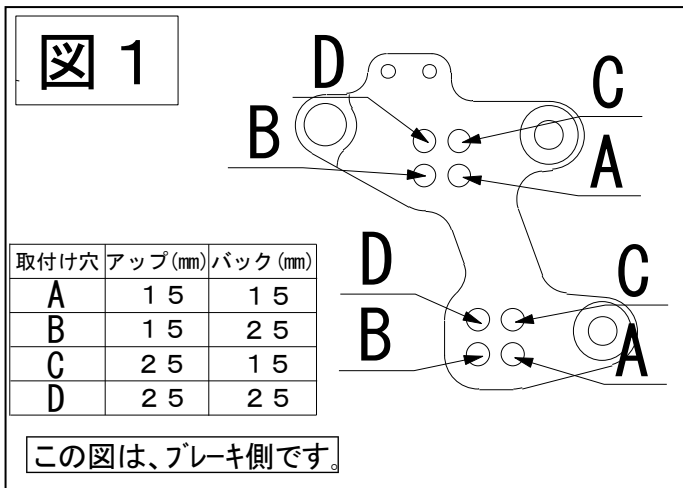 図１
D
C
B
A
D
C
B
A
取付け穴 アップ(㎜) バック(㎜)
A １５ １５
B １５ ２５
C ２５ １５
D ２５ ２５
この図は、ブレーキ側です。